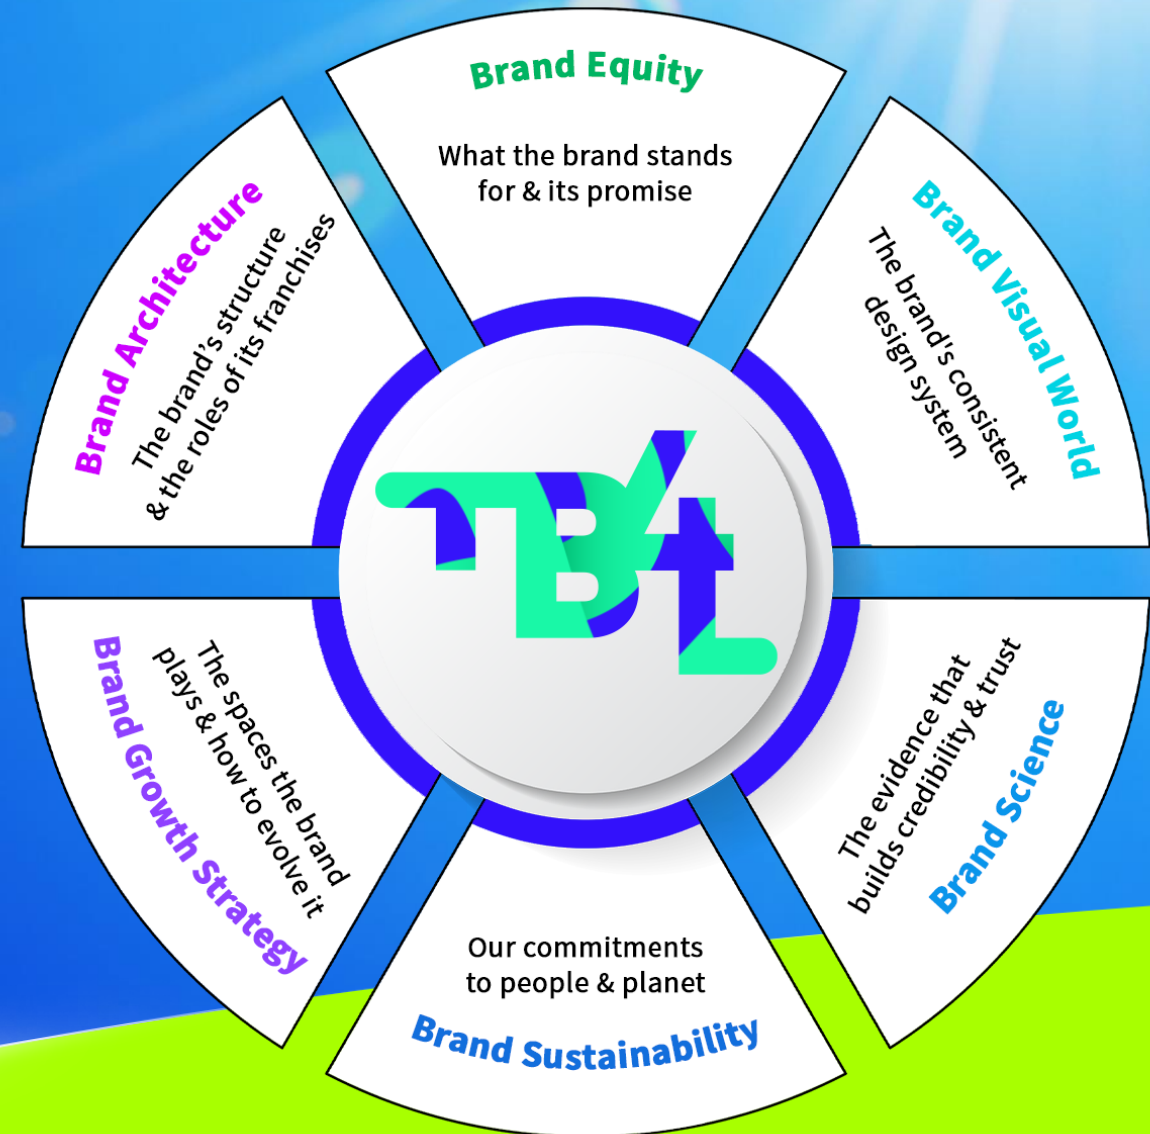 Brand Equity
What the brand stands
for & its promise
Brand Visual World
The brand's consistent
design system
Brand Science
The evidence that
builds credibility & trust
Brand Sustainability
Our commitments
to people & planet
Brand Growth Strategy
The spaces the brand
plays & how to evolve it
Brand Architecture
The brand’s structure
& the roles of its franchises